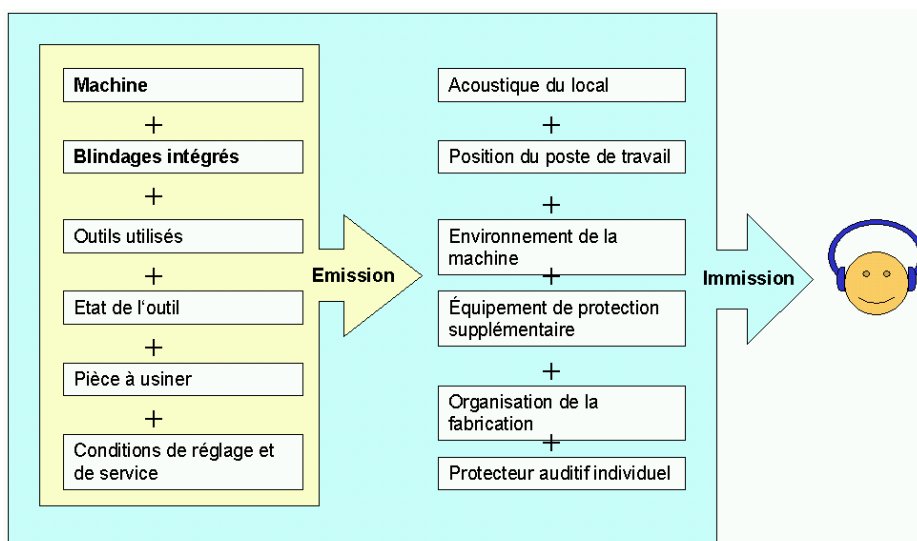 Machine
+
Blindages intégrés
+
Outils utilisés
+
Etat de l‘outil
+
Pièce à usiner
+
Conditions de réglage et
de service
Emission
Acoustique du local
+
Position du poste de travail
+
Environnement de la
machine
+
Équipement de protection
supplémentaire
+
Organisation de la
fabrication
+
Protecteur auditif individuel
Immission